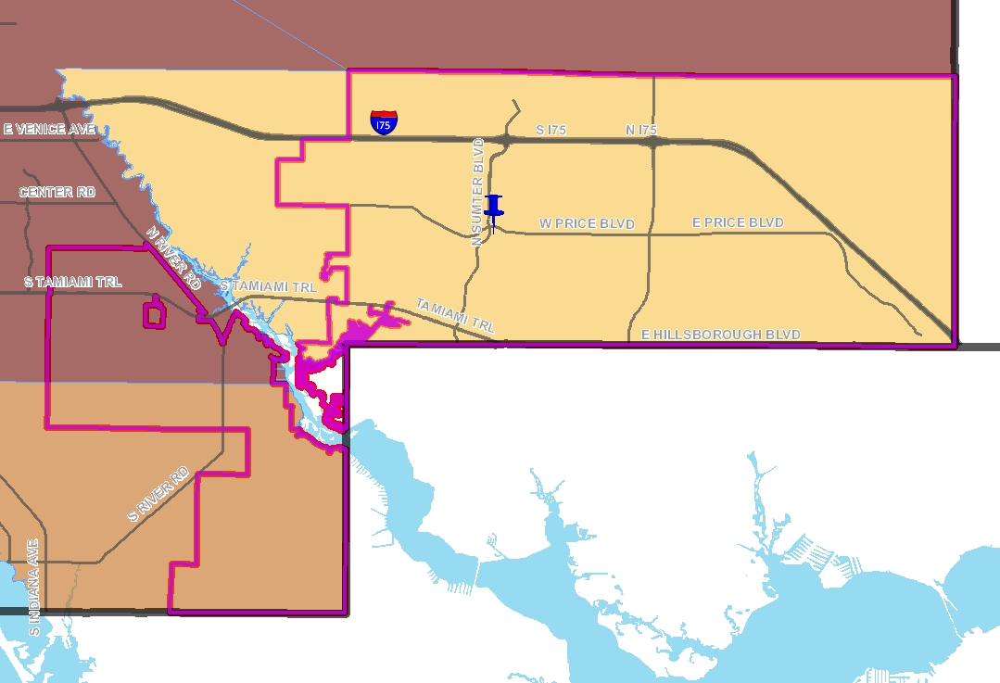 I75
S I75
N I75
E VENICE AVE
CENTER RD
N SUMTER BLVD
W PRICE BLVD
E PRICE BLVD
N RIVER RD
S TAMIAMI TRL
S TAMIAMI TRL
TAMIAMI TRL
E HILLSBOROUGH BLVD
S RIVER RD
S INDIANA AVE